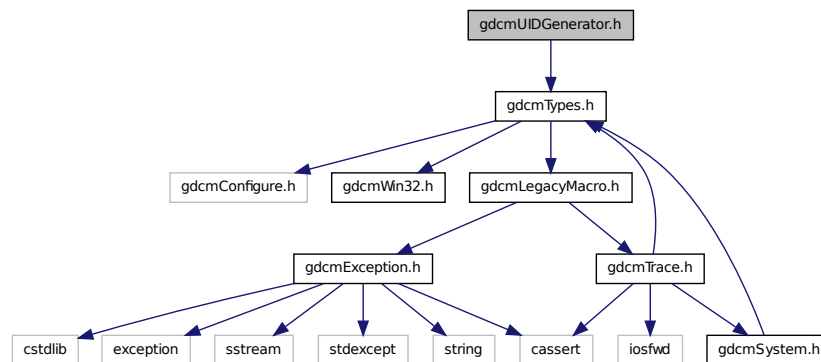 gdcmUIDGenerator.h
gdcmTypes.h
gdcmConfigure.h
gdcmWin32.h
gdcmLegacyMacro.h
gdcmException.h
gdcmTrace.h
cstdlib
exception
sstream
stdexcept
string
cassert
iosfwd
gdcmSystem.h